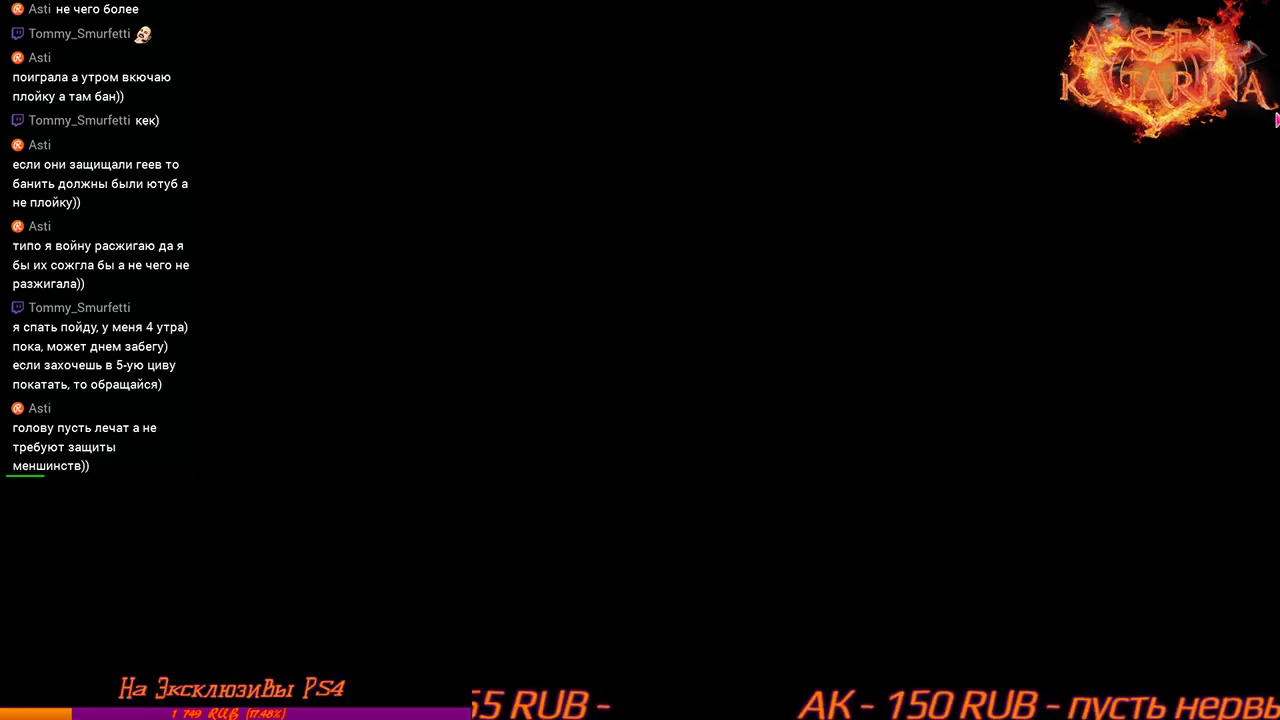 Asti не чего более
Tommy_Smurfetti
Asti
поиграла а утром вкючаю
плойку а там бан))
Tommy_Smurfetti кек)
Asti
если они защищали геев то
банить должны были ютуб а
не плойку))
Asti
типо я войну расжигаю да я
бы их сожгла бы а не чего не
разжигала))
Tommy_Smurfetti
я спать пойду, у меня 4 утра)
пока, может днем забегу)
если захочешь в 5-ую циву
покатать, то обращайся)
Asti
голову пусть лечат а не
требуют защиты
меншинств))
ASTI
KATARINA
На Эксклюзивы PS4
1 749 RUB (17.48%)
55 RUB -
AK - 150 RUB - пусть нервы